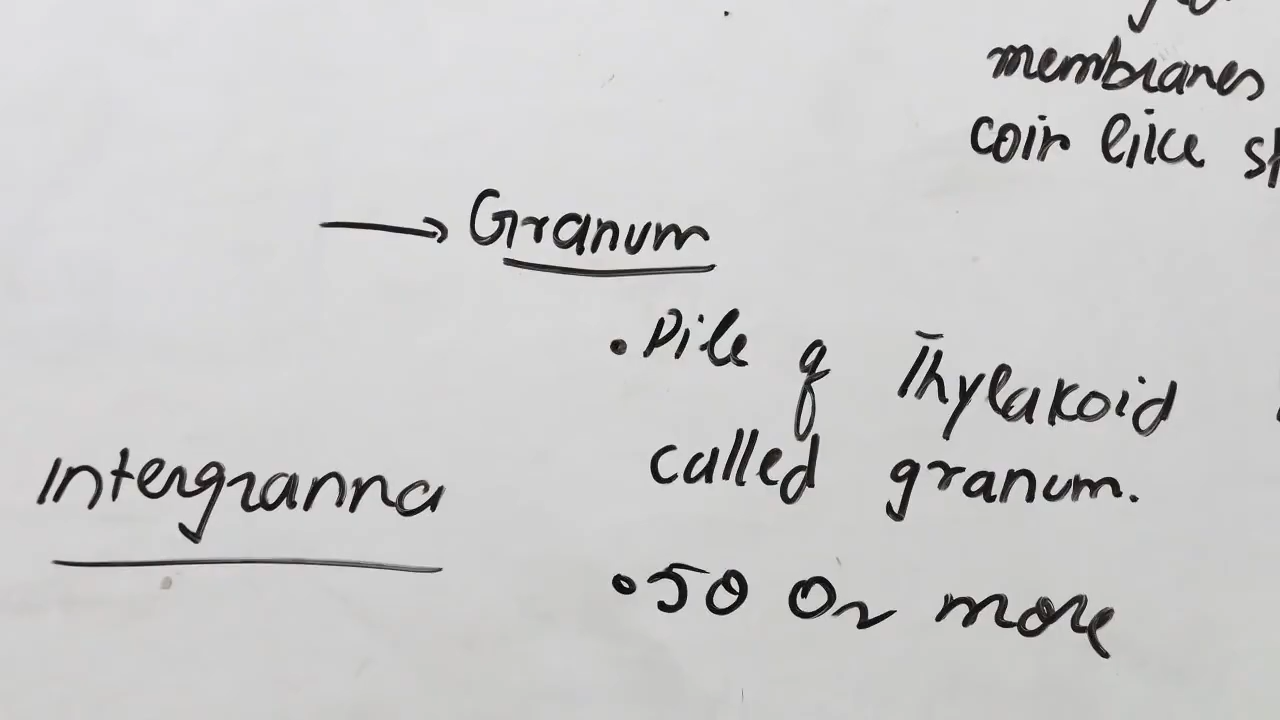 membranes
coin like
→ Granum
• Pile of Thylakoid
called granum.
Intergranna
• 50 Or more